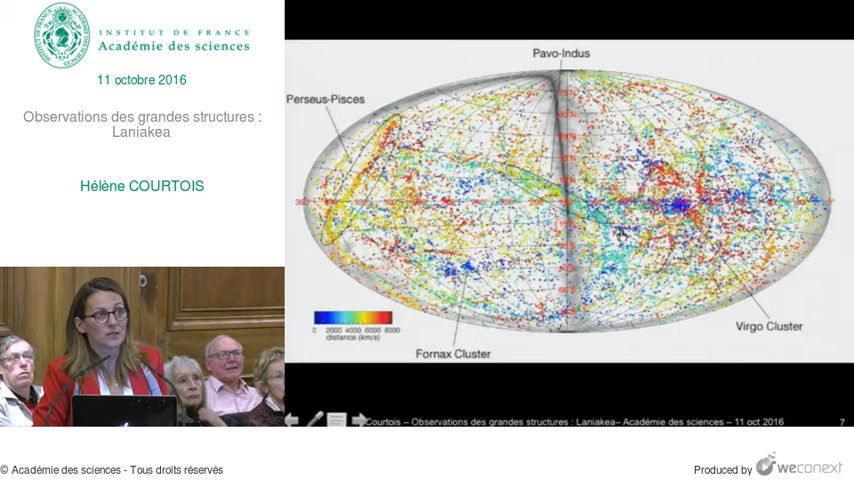 INSTITUT DE FRANCE
Académie des sciences
11 octobre 2016
Observations des grandes structures :
Laniakea
Hélène COURTOIS
Pavo-Indus
Perseus-Pisces
0 2000 4000 6000 8000
distance (km/s)
Fornax Cluster
Virgo Cluster
Courtois – Observations des grandes structures : Laniakea– Académie des sciences – 11 oct 2016
7
© Académie des sciences - Tous droits réservés
Produced by weconext